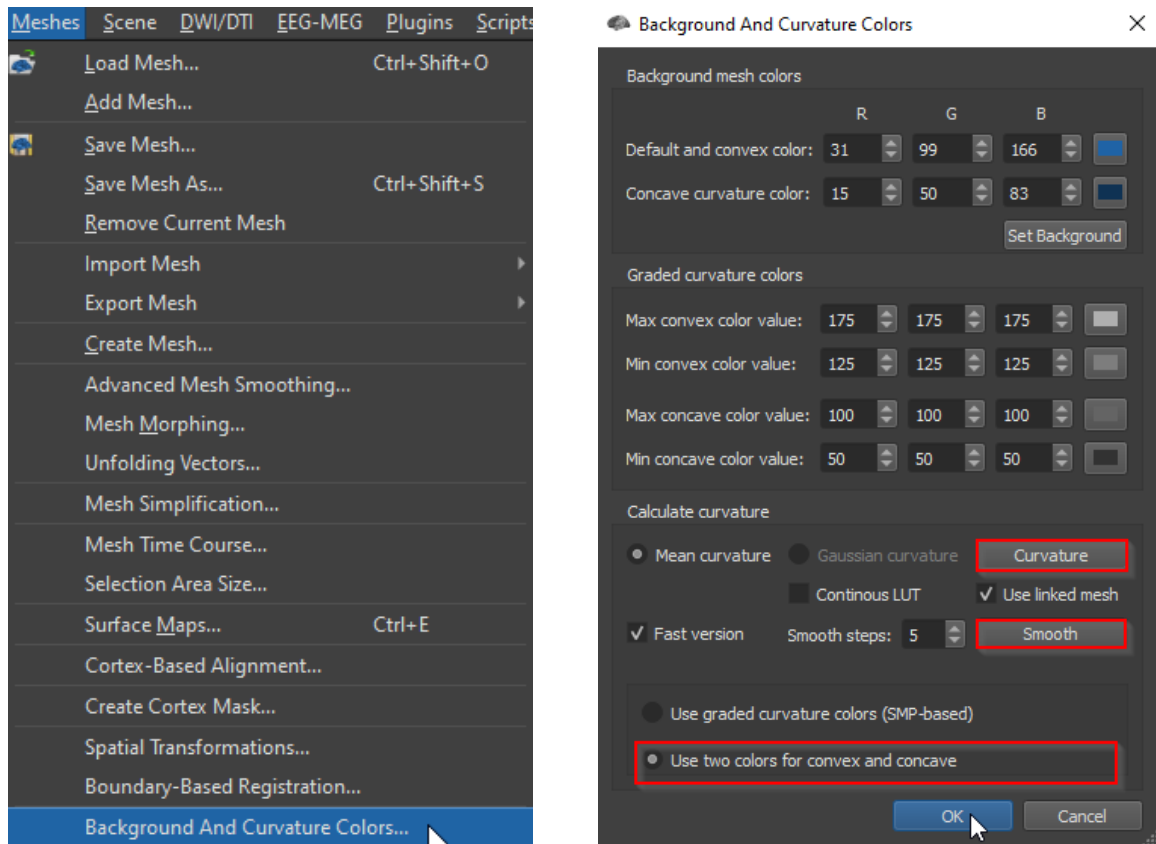 Meshes Scene DWI/DTI EEG-MEG Plugins Scripts
Load Mesh... Ctrl+Shift+O
Add Mesh...
Save Mesh...
Save Mesh As... Ctrl+Shift+S
Remove Current Mesh
Import Mesh
Export Mesh
Create Mesh...
Advanced Mesh Smoothing...
Mesh Morphing...
Unfolding Vectors...
Mesh Simplification...
Mesh Time Course...
Selection Area Size...
Surface Maps... Ctrl+E
Cortex-Based Alignment...
Create Cortex Mask...
Spatial Transformations...
Boundary-Based Registration...
Background And Curvature Colors...
Background And Curvature Colors
Background mesh colors
R G B
Default and convex color: 31 99 166
Concave curvature color: 15 50 83
Set Background
Graded curvature colors
Max convex color value: 175 175 175
Min convex color value: 125 125 125
Max concave color value: 100 100 100
Min concave color value: 50 50 50
Calculate curvature
Mean curvature Gaussian curvature Curvature
Continous LUT Use linked mesh
Fast version Smooth steps: 5 Smooth
Use graded curvature colors (SMP-based)
Use two colors for convex and concave
OK Cancel